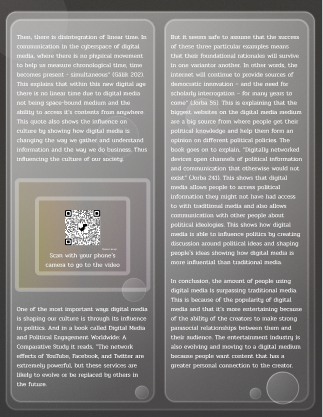 Then, there is disintegration of linear time. In
communication in the cyberspace of digital
media, where there is no physical movement
to help us measure chronological time, time
becomes present - simultaneous" (Gálik 202)
This explains that within this new digital age
there is no linear time due to digital media
not being space-bound medium and the
ability to access it's contents from anywhere.
This quote also shows the influence on
culture by showing how digital media is
changing the way we gather and understand
information and the way we do business. Thus
influencing the culture of our society.
Scan with your phone's
camera to go to the video
One of the most important ways digital media
is shaping our culture is through its influence
in politics. And in a book called Digital Media
and Political Engagement Worldwide: A
Comparative Study it reads, "The network
effects of YouTube, Facebook, and Twitter are
extremely powerful, but these services are
likely to evolve or be replaced by others in
the future.
But it seems safe to assume that the success
of these three particular examples means
that their foundational rationales will survive
in one variantor another. In other words, the
internet will continue to provide sources of
democratic innovation - and the need for
scholarly interrogation - for many years to
come" (Jorba 56). This is explaining that the
biggest websites on the digital media medium
are a big source from where people get their
political knowledge and help them form an
opinion on different political policies. The
book goes on to explain, "Digitally networked
devices open channels of political information
and communication that otherwise would not
exist" (Jorba 241). This shows that digital
media allows people to access political
information they might not have had access
to with traditional media and also allows
communication with other people about
political ideologies. This shows how digital
media is able to influence politics by creating
discussion around political ideas and shaping
people's ideas showing how digital media is
more influential than traditional media.
In conclusion, the amount of people using
digital media is surpassing traditional media.
This is because of the popularity of digital
media and that it's more entertaining because
of the ability of the creators to make strong
parasocial relationships between them and
their audience. The entertainment industry is
also evolving and moving to a digital medium
because people want content that has a
greater personal connection to the creator.